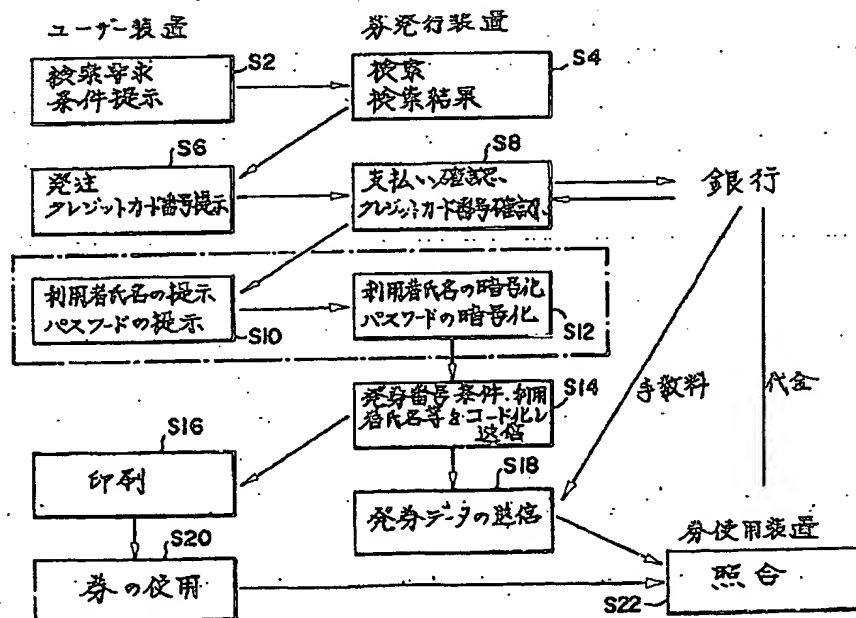 ユーザー装置
券発行装置
S2
検索要求
条件提示
S4
検索
検索結果
S6
発注
クレジットカード番号提示
S8
支払い確認、
クレジットカード番号確認、
銀行
利用者氏名の提示
パスワードの提示
S10
利用者氏名の暗号化
パスワードの暗号化
S12
発券番号、条件、利用
者氏名等をコード化し
送信
S14
手数料
代金
S16
印刷
S18
発券データの送信
S20
券の使用
券使用装置
照合
S22